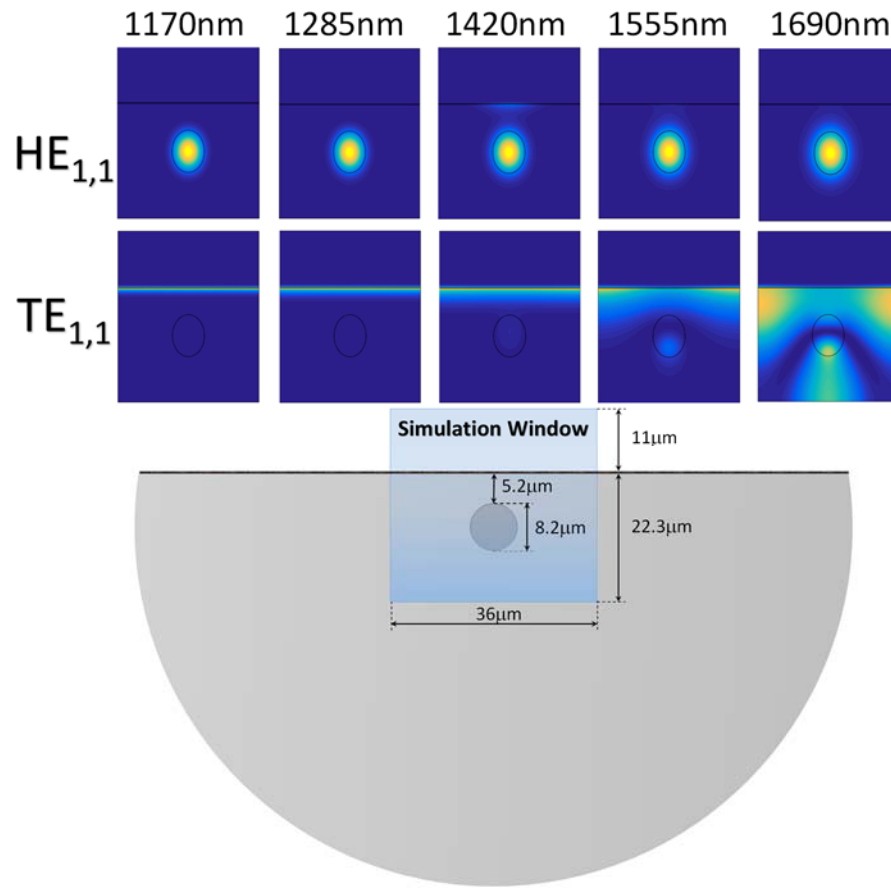 1170nm 1285nm 1420nm 1555nm 1690nm
HE1,1
TE1,1
Simulation Window
11μm
5.2μm
8.2μm
22.3μm
36μm